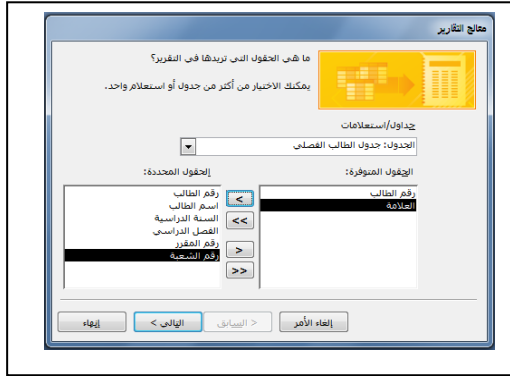 معالج التقارير
ما هي الحقول التي تريدها في التقرير؟
يمكنك الاختيار من أكثر من جدول أو استعلام واحد.
جداول/استعلامات
الجدول: جدول الطالب الفصلي
الحقول المتوفرة:
رقم الطالب
العلامة
>
>>
<
<<
الحقول المحددة:
رقم الطالب
اسم الطالب
السنة الدراسية
الفصل الدراسي
رقم المقرر
رقم الشعبة
إلغاء الأمر
< السابق
التالي >
إنهاء